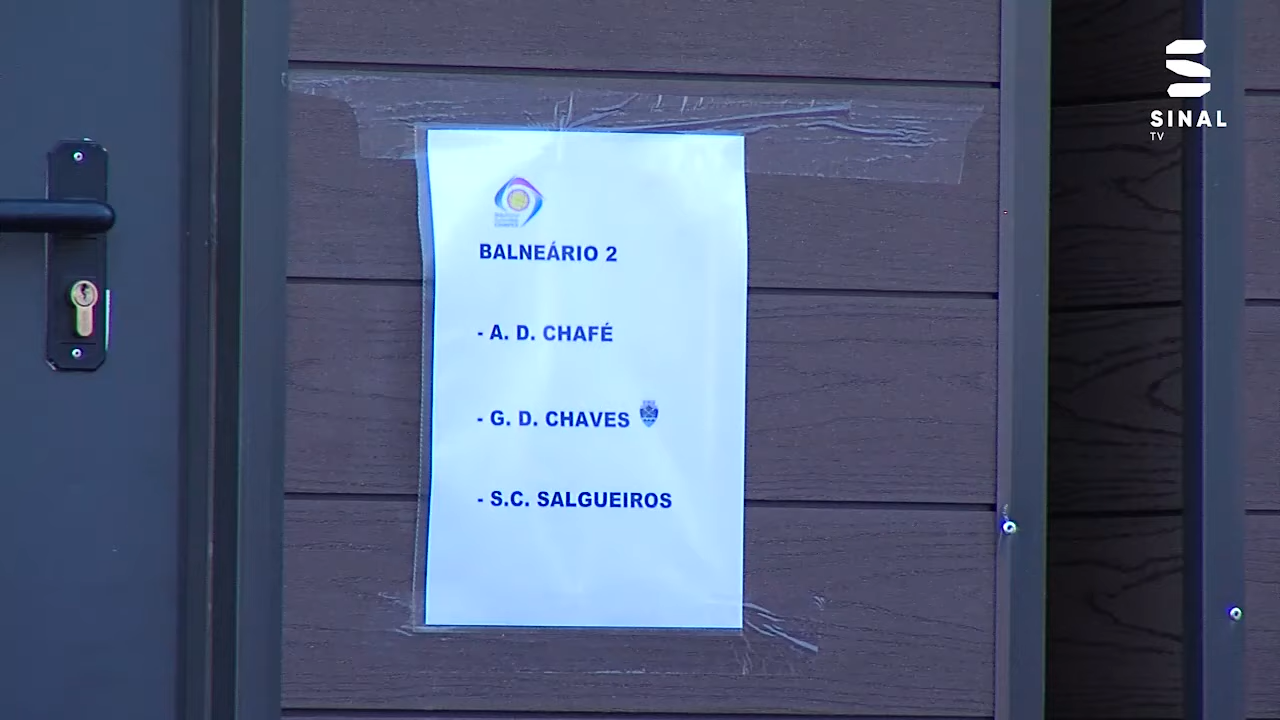 SINAL
TV
BALNEÁRIO 2
- A. D. CHAFÉ
- G. D. CHAVES
- S.C. SALGUEIROS